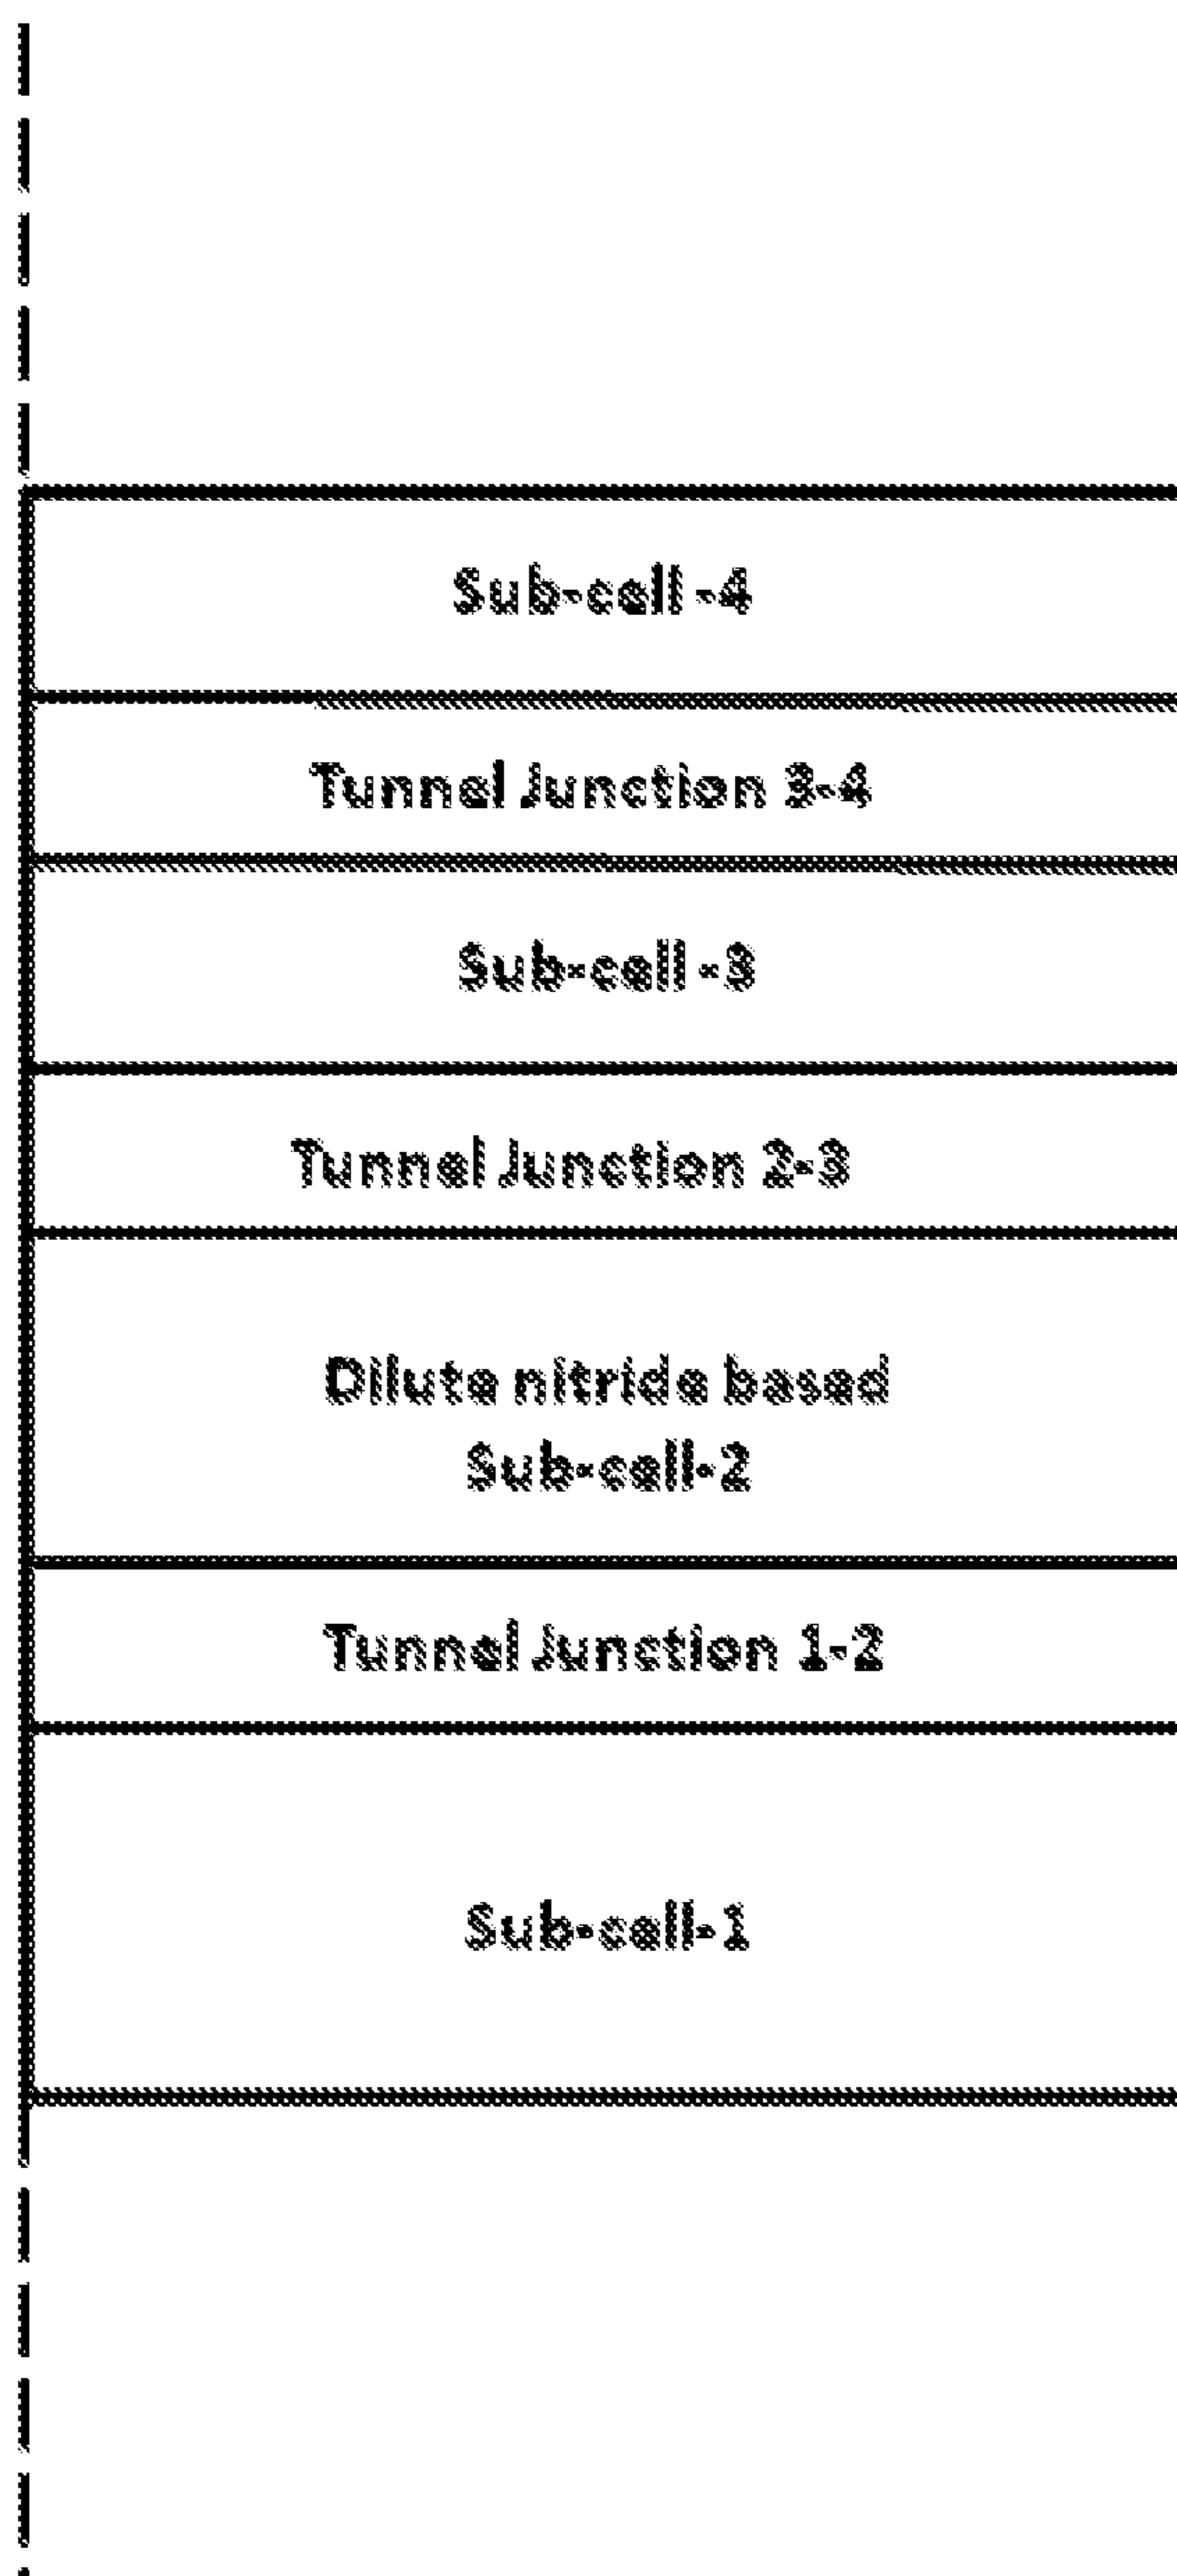 Sub-cell -4
Tunnel Junction 3-4
Sub-cell -3
Tunnel Junction 2-3
Dilute nitride based
Sub-cell-2
Tunnel Junction 1-2
Sub-cell-1